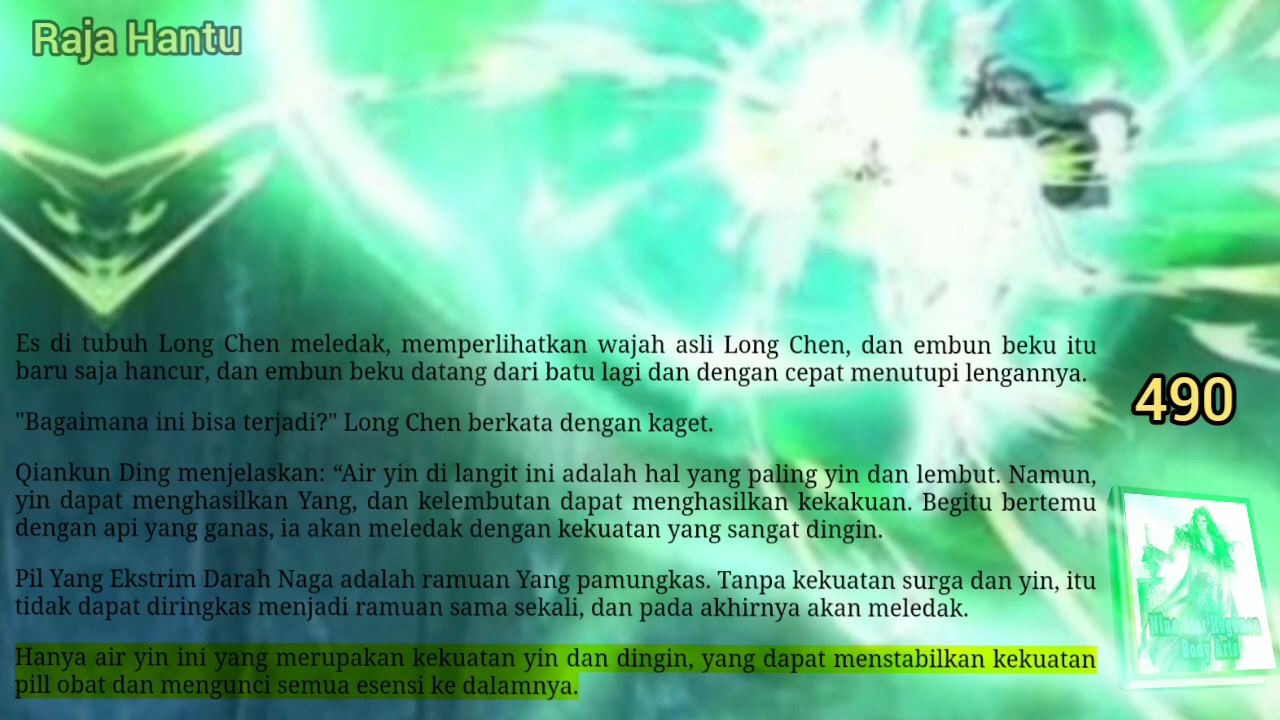 Raja Hantu
Es di tubuh Long Chen meledak, memperlihatkan wajah asli Long Chen, dan embun beku itu
baru saja hancur, dan embun beku datang dari batu lagi dan dengan cepat menutupi lengannya.
"Bagaimana ini bisa terjadi?" Long Chen berkata dengan kaget.
Qiankun Ding menjelaskan: “Air yin di langit ini adalah hal yang paling yin dan lembut. Namun,
yin dapat menghasilkan Yang, dan kelembutan dapat menghasilkan kekakuan. Begitu bertemu
dengan api yang ganas, ia akan meledak dengan kekuatan yang sangat dingin.
Pil Yang Ekstrim Darah Naga adalah ramuan Yang pamungkas. Tanpa kekuatan surga dan yin, itu
tidak dapat diringkas menjadi ramuan sama sekali, dan pada akhirnya akan meledak.
Hanya air yin ini yang merupakan kekuatan yin dan dingin, yang dapat menstabilkan kekuatan
pill obat dan mengunci semua esensi ke dalamnya.
490
Nine Star Hegemon
Body Arts